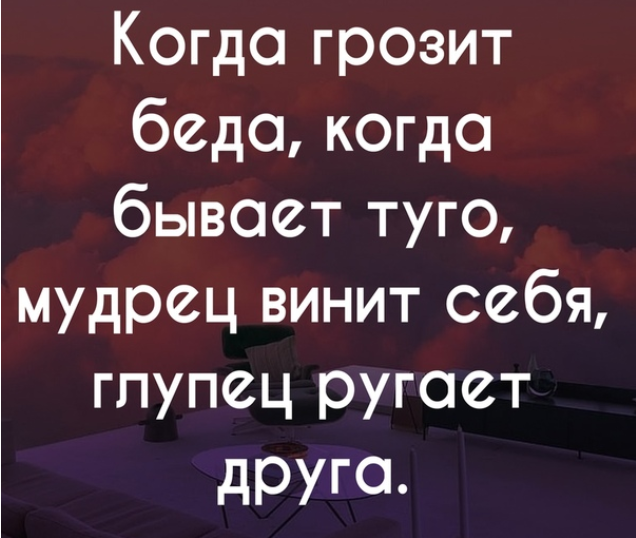 Когда грозит
беда, когда
бывает туго,
мудрец винит себя,
глупец ругает
друга.